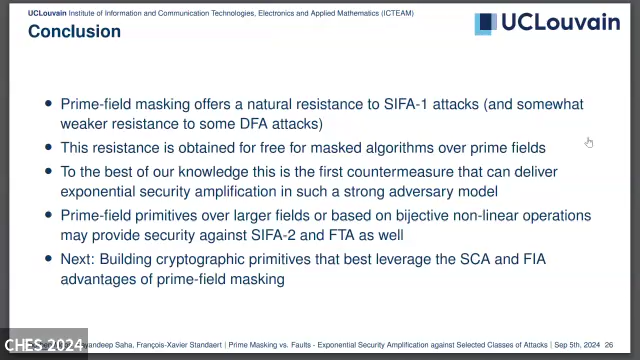 UCLouvain Institute of Information and Communication Technologies, Electronics and Applied Mathematics (ICTEAM)
Conclusion
UCLouvain
• Prime-field masking offers a natural resistance to SIFA-1 attacks (and somewhat
weaker resistance to some DFA attacks)
• This resistance is obtained for free for masked algorithms over prime fields
• To the best of our knowledge this is the first countermeasure that can deliver
exponential security amplification in such a strong adversary model
• Prime-field primitives over larger fields or based on bijective non-linear operations
may provide security against SIFA-2 and FTA as well
• Next: Building cryptographic primitives that best leverage the SCA and FIA
advantages of prime-field masking
CHES 2024
Saha, François-Xavier Standaert | Prime Masking vs. Faults - Exponential Security Amplification against Selected Classes of Attacks | Sep 5th, 2024 26